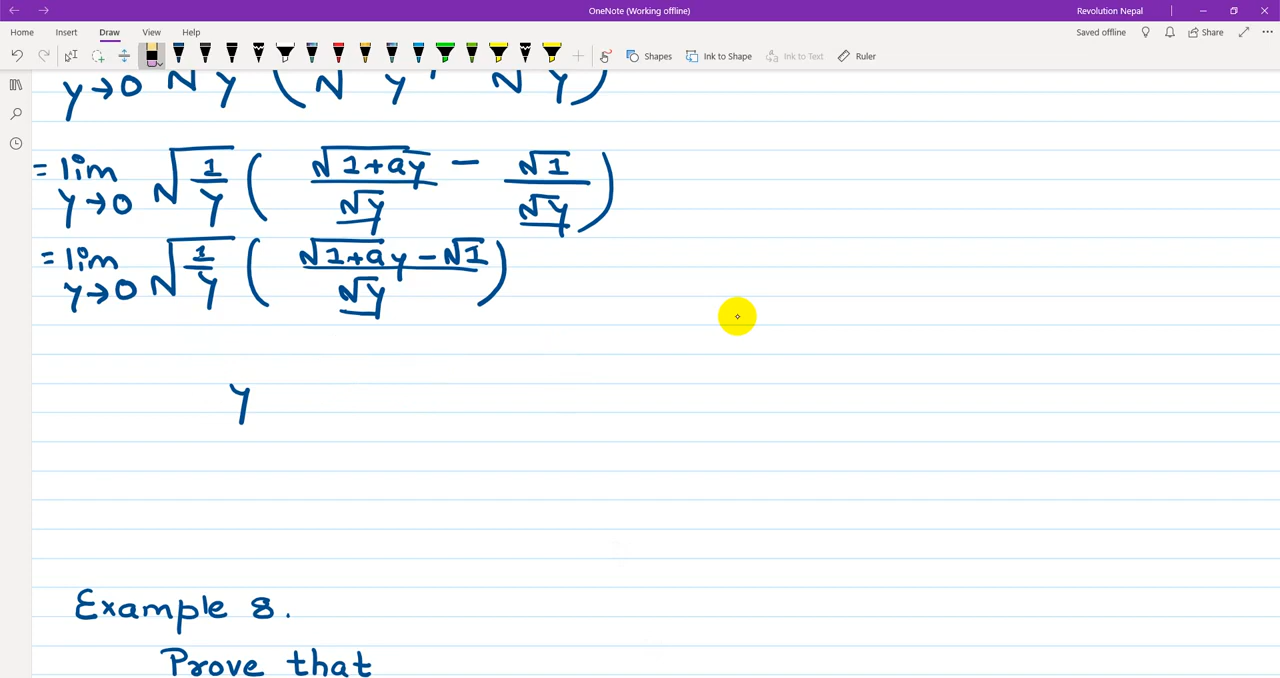 OneNote (Working offline)
Revolution Nepal
Home Insert Draw View Help
Saved offline
Share
Shapes
Ink to Shape
Ink to Text
Ruler
y→0 √y (√y √y)
= lim y→0 √(1/y) ( √(1+ay)/√y − √1/√y )
= lim y→0 √(1/y) ( (√(1+ay) − √1)/√y )
y
Example 8.
Prove that